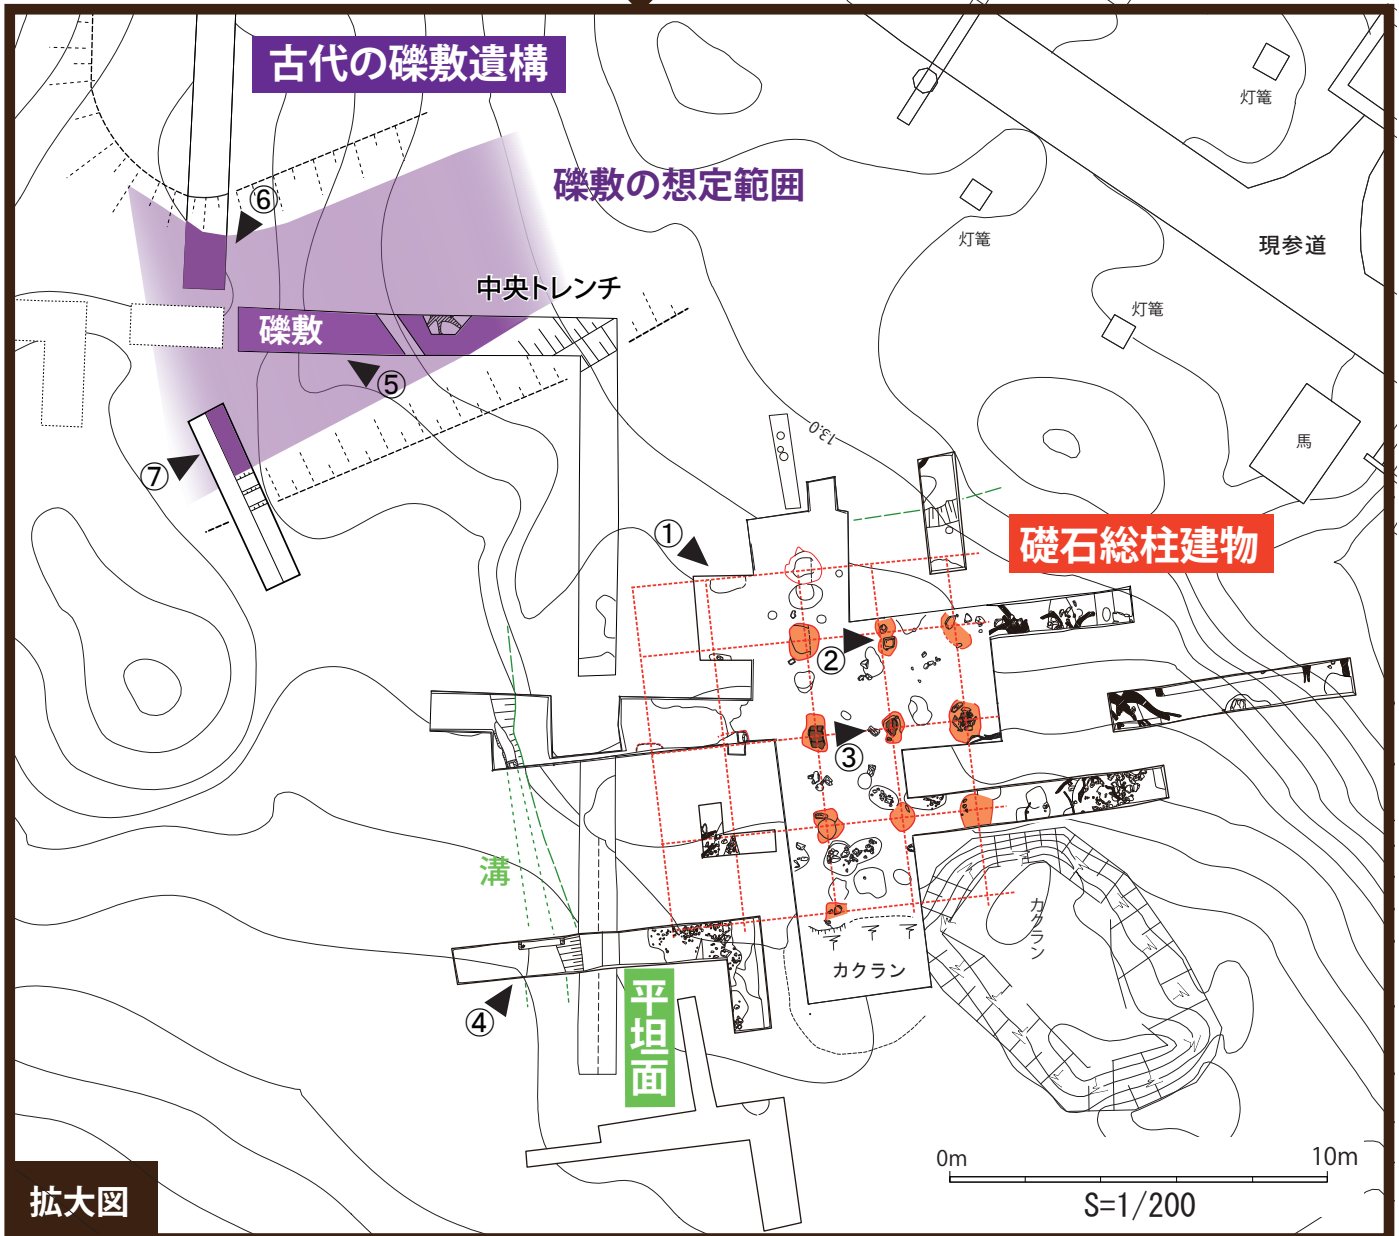 古代の礫敷遺構
灯篭
礫敷の想定範囲
⑥
灯篭
現参道
中央トレンチ
灯篭
礫敷
⑤
13.0
馬
⑦
①
礎石総柱建物
②
③
溝
カクラン
カクラン
平坦面
④
0m
10m
S=1/200
拡大図